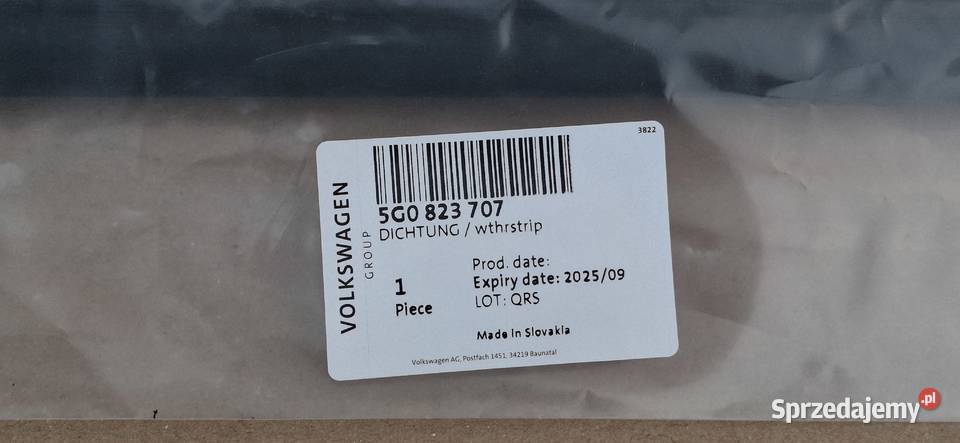 3822
VOLKSWAGEN
GROUP
5G0 823 707
DICHTUNG / wthrstrip
1
Piece
Prod. date:
Expiry date: 2025/09
LOT: QRS
Made in Slovakia
Volkswagen AG, Postfach 1451, 34219 Baunatal
Sprzedajemy.pl